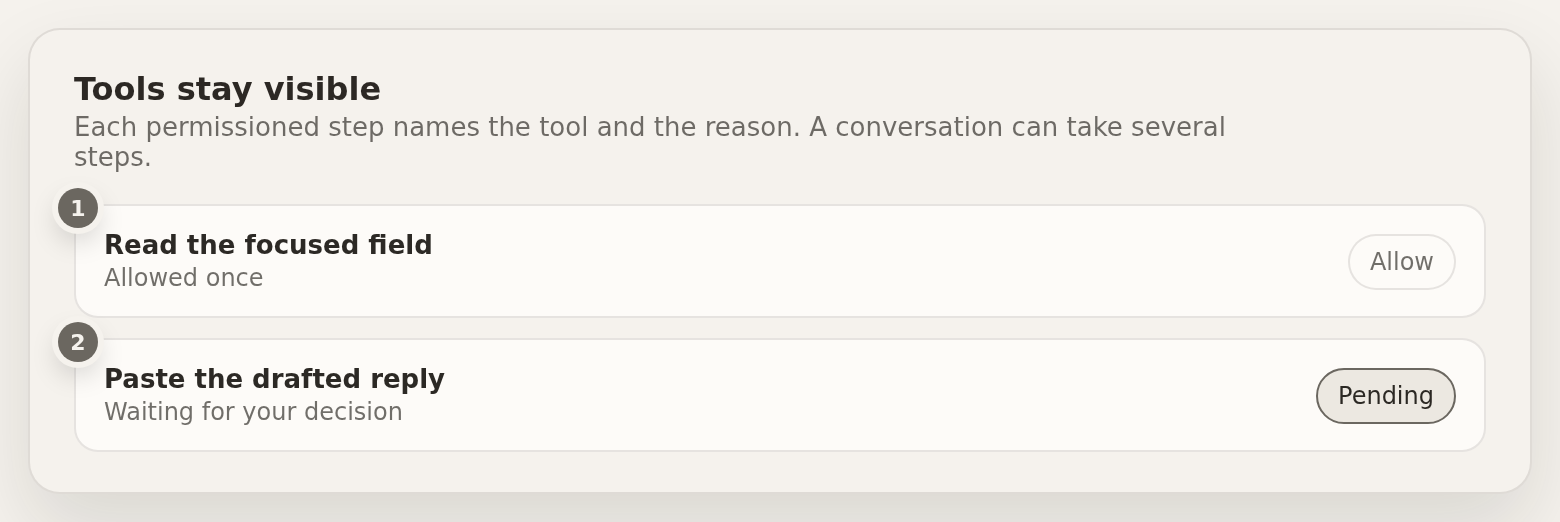 Tools stay visible
Each permissioned step names the tool and the reason. A conversation can take several
steps.
1
Read the focused field
Allowed once
Allow
2
Paste the drafted reply
Waiting for your decision
Pending